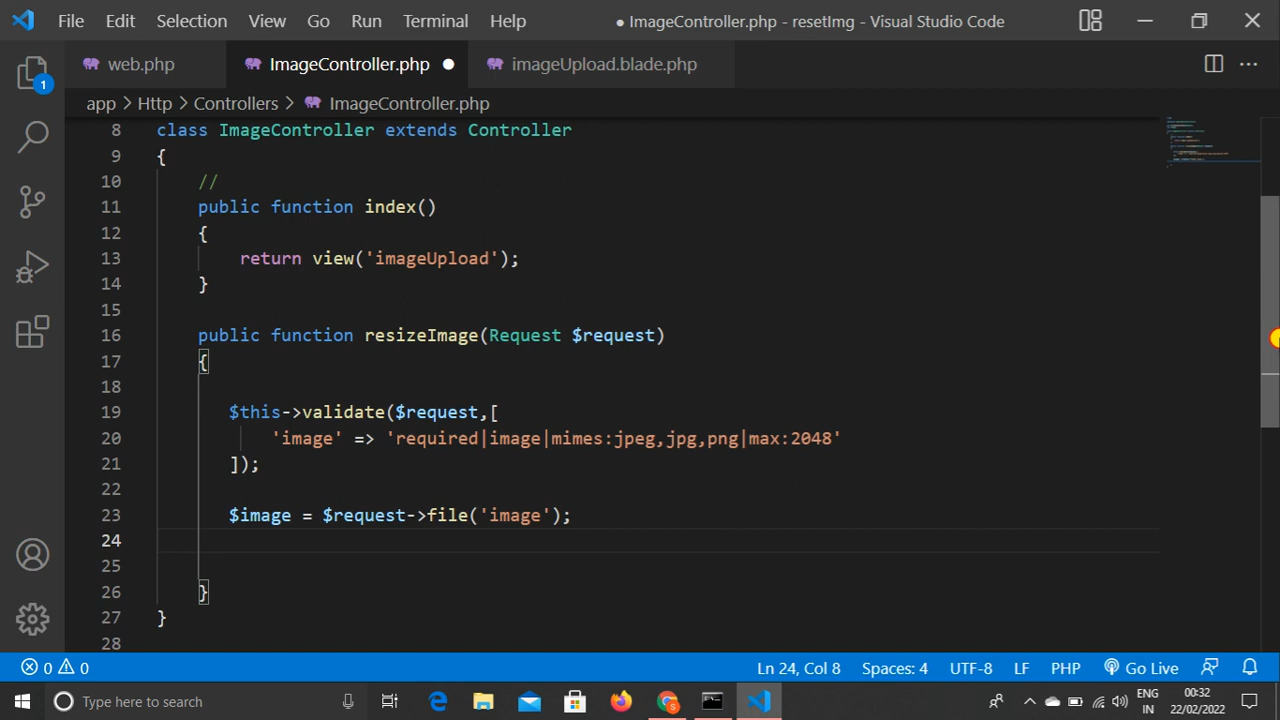 File Edit Selection View Go Run Terminal Help ● ImageController.php - resetImg - Visual Studio Code
1
web.php ImageController.php imageUpload.blade.php
app > Http > Controllers > ImageController.php
8 class ImageController extends Controller
9 {
10 //
11 public function index()
12 {
13 return view('imageUpload');
14 }
15
16 public function resizeImage(Request $request)
17 {
18
19 $this->validate($request,[
20 'image' => 'required|image|mimes:jpeg,jpg,png|max:2048'
21 ]);
22
23 $image = $request->file('image');
24
25
26 }
27 }
28
0 0 Ln 24, Col 8 Spaces: 4 UTF-8 LF PHP Go Live
Type here to search ENG IN 00:32 22/02/2022